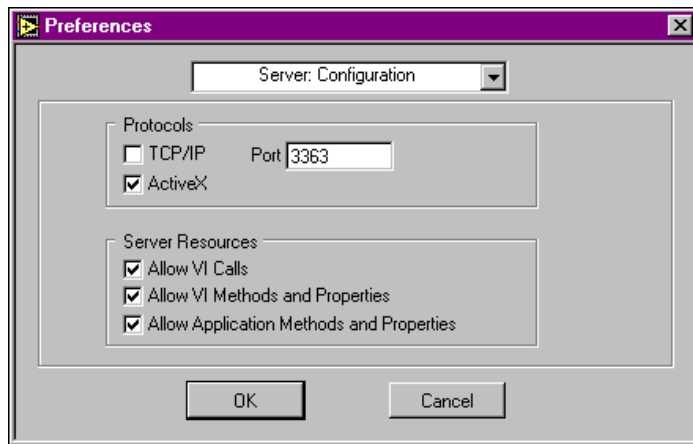 Preferences
Server: Configuration
Protocols
TCP/IP Port 3363
ActiveX
Server Resources
Allow VI Calls
Allow VI Methods and Properties
Allow Application Methods and Properties
OK Cancel